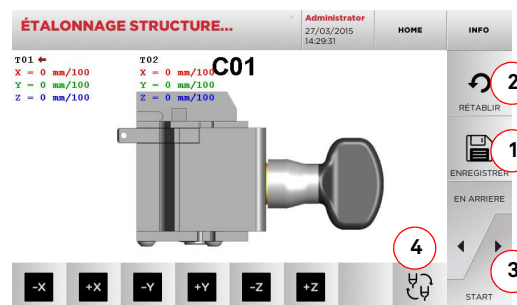 ÉTALONNAGE STRUCTURE...
Administrator
27/03/2015
14:29:31
HOME
INFO
T01
X = 0 mm/100
Y = 0 mm/100
Z = 0 mm/100
T02
X = 0 mm/100
Y = 0 mm/100
Z = 0 mm/100
C01
2
RÉTABLIR
1
ENREGISTRER
EN ARRIERE
4
3
START
-X
+X
-Y
+Y
-Z
+Z